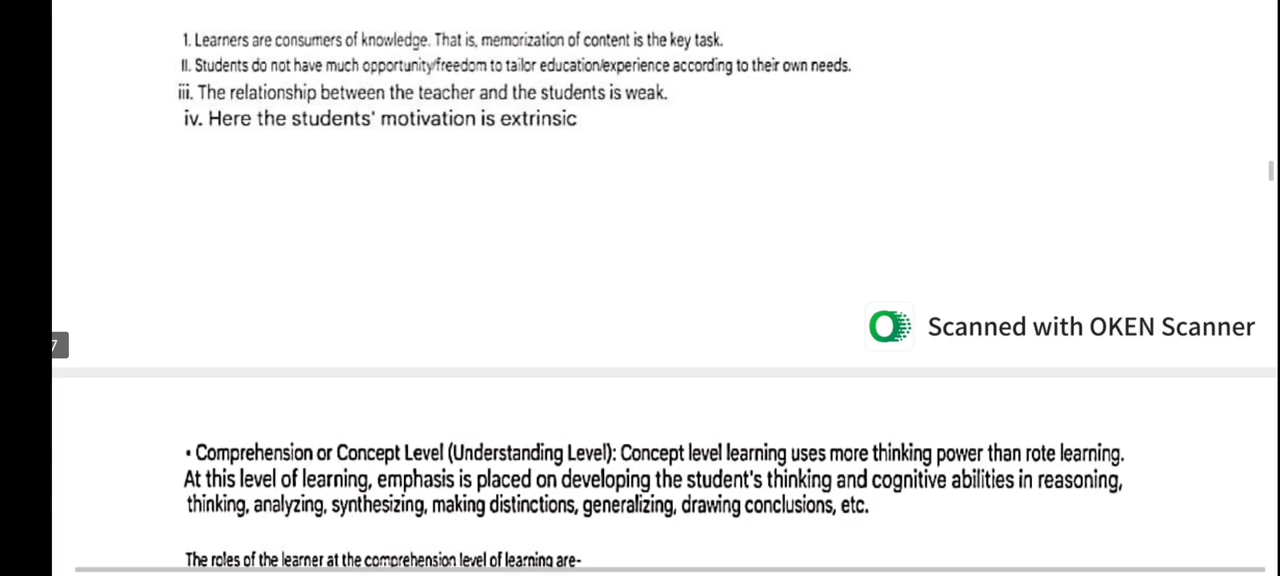 1. Learners are consumers of knowledge. That is, memorization of content is the key task.
II. Students do not have much opportunity/freedom to tailor education/experience according to their own needs.
iii. The relationship between the teacher and the students is weak.
iv. Here the students' motivation is extrinsic
Scanned with OKEN Scanner
7
• Comprehension or Concept Level (Understanding Level): Concept level learning uses more thinking power than rote learning.
At this level of learning, emphasis is placed on developing the student's thinking and cognitive abilities in reasoning,
thinking, analyzing, synthesizing, making distinctions, generalizing, drawing conclusions, etc.
The roles of the learner at the comprehension level of learning are-